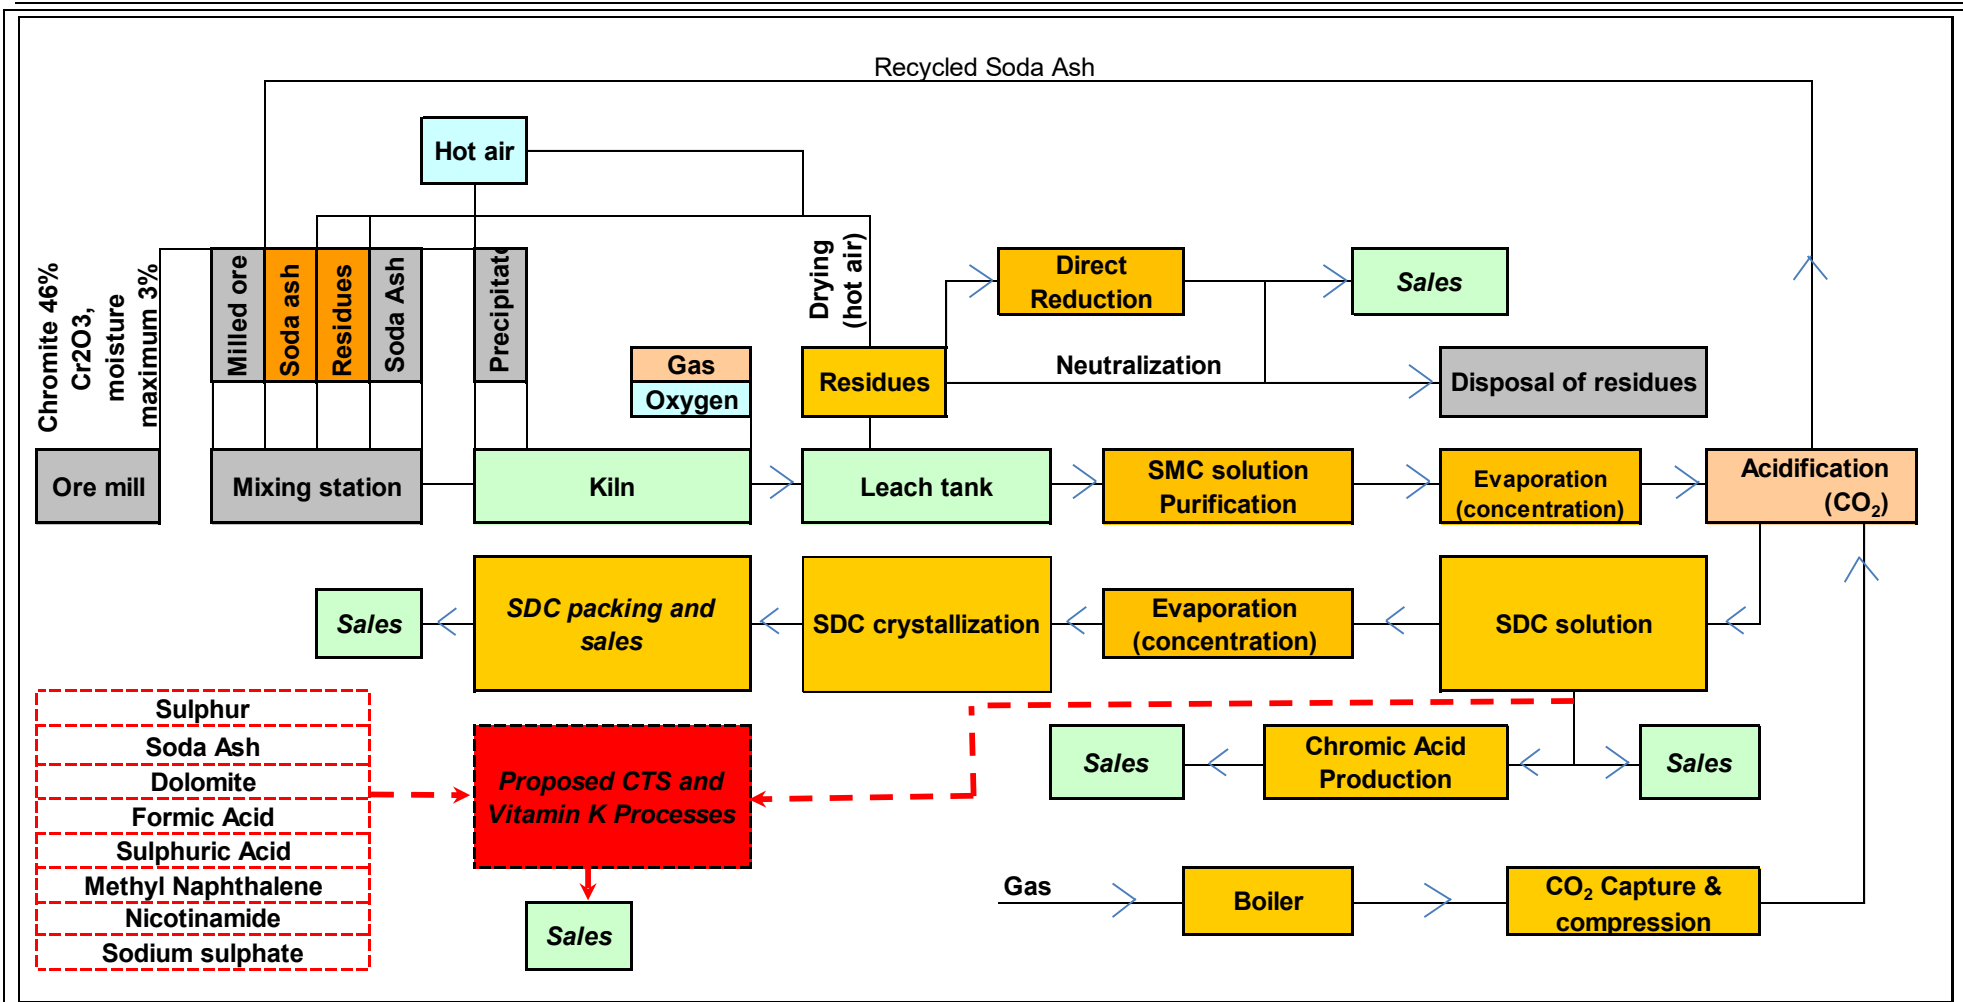 Recycled Soda Ash
Hot air
Chromite 46%
Cr2O3,
moisture
maximum 3%
Milled ore
Soda ash
Residues
Soda Ash
Precipitate
Drying
(hot air)
Direct
Reduction
Sales
Gas
Oxygen
Residues
Neutralization
Disposal of residues
Ore mill
Mixing station
Kiln
Leach tank
SMC solution
Purification
Evaporation
(concentration)
Acidification
(CO₂)
Sales
SDC packing and
sales
SDC crystallization
Evaporation
(concentration)
SDC solution
Sulphur
Soda Ash
Dolomite
Formic Acid
Sulphuric Acid
Methyl Naphthalene
Nicotinamide
Sodium sulphate
Proposed CTS and
Vitamin K Processes
Sales
Sales
Chromic Acid
Production
Sales
Gas
Boiler
CO₂ Capture &
compression